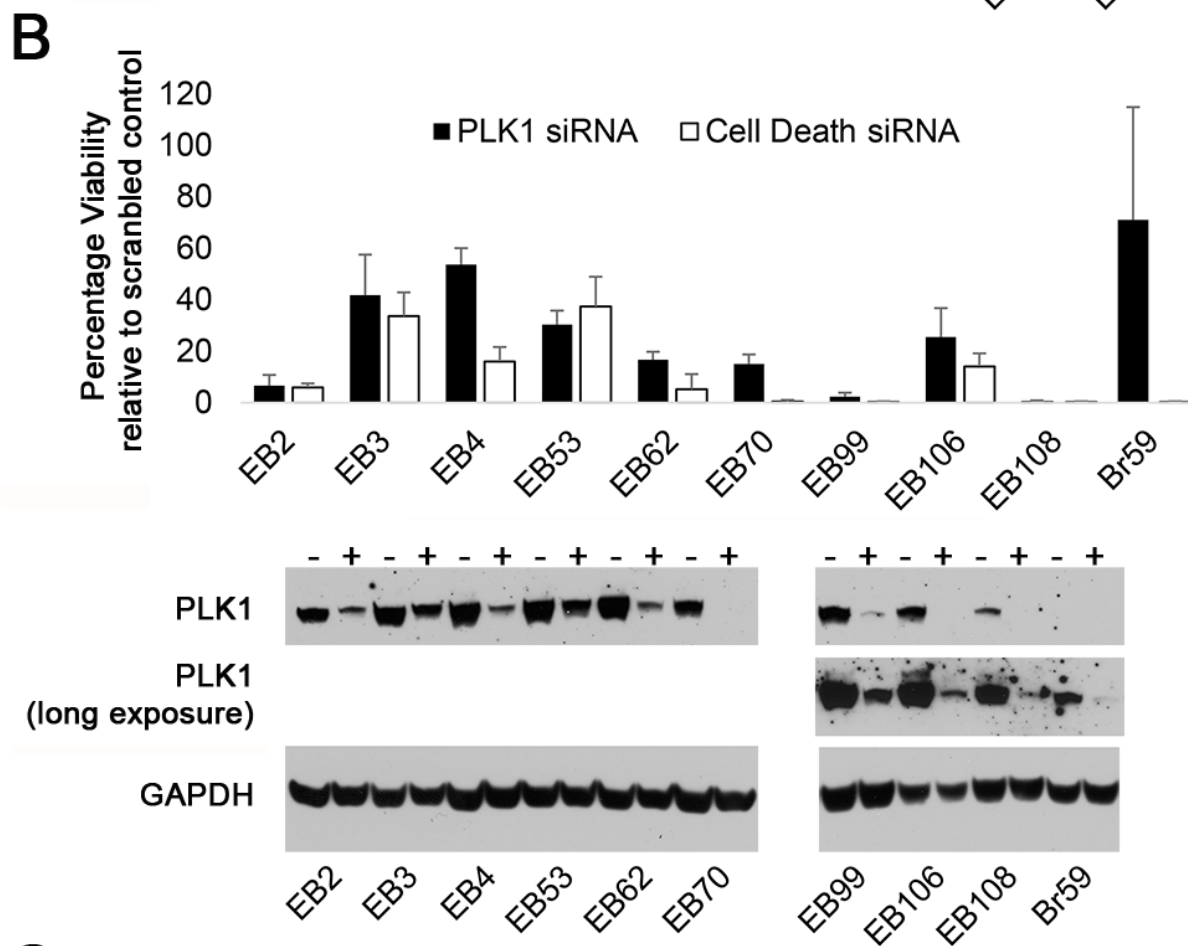 B
Percentage Viability
relative to scranbled control
120
100
80
60
40
20
0
PLK1 siRNA
Cell Death siRNA
EB2
EB3
EB4
EB53
EB62
EB70
EB99
EB106
EB108
Br59
- + - + - + - + - + - +
- + - + - + - +
PLK1
PLK1
(long exposure)
GAPDH
EB2
EB3
EB4
EB53
EB62
EB70
EB99
EB106
EB108
Br59